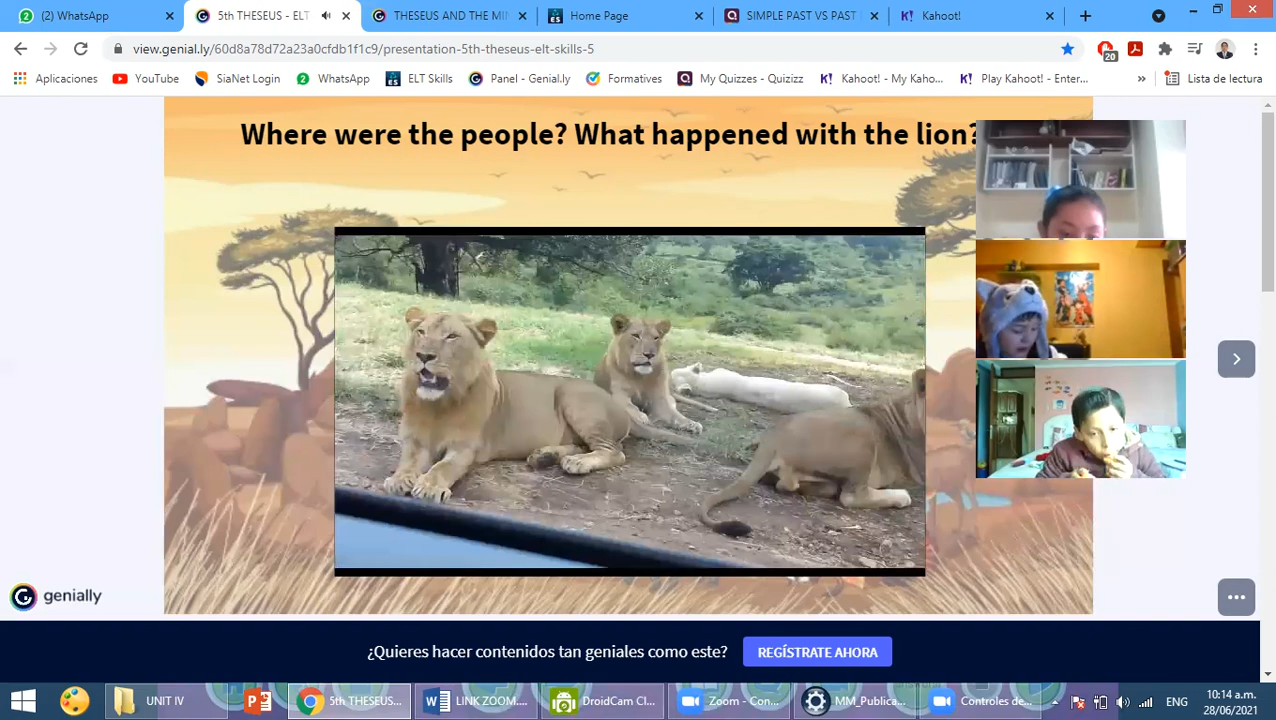 (2) WhatsApp
5th THESEUS - ELT
THESEUS AND THE MI
ES
Home Page
SIMPLE PAST VS PAST
K! Kahoot!
view.genial.ly/60d8a78d72a23a0cfdb1f1c9/presentation-5th-theseus-elt-skills-5
20
Aplicaciones
YouTube
SiaNet Login
2 WhatsApp
ES ELT Skills
Panel - Genial.ly
Formatives
My Quizzes - Quizizz
K! Kahoot! - My Kaho...
K! Play Kahoot! - Enter...
»
Lista de lectura
Where were the people? What happened with the lion?
genially
¿Quieres hacer contenidos tan geniales como este?
REGÍSTRATE AHORA
UNIT IV
5th THESEUS...
LINK ZOOM....
DroidCam Cl...
Zoom - Con...
MM_Publica...
Controles de...
ENG
10:14 a.m.
28/06/2021